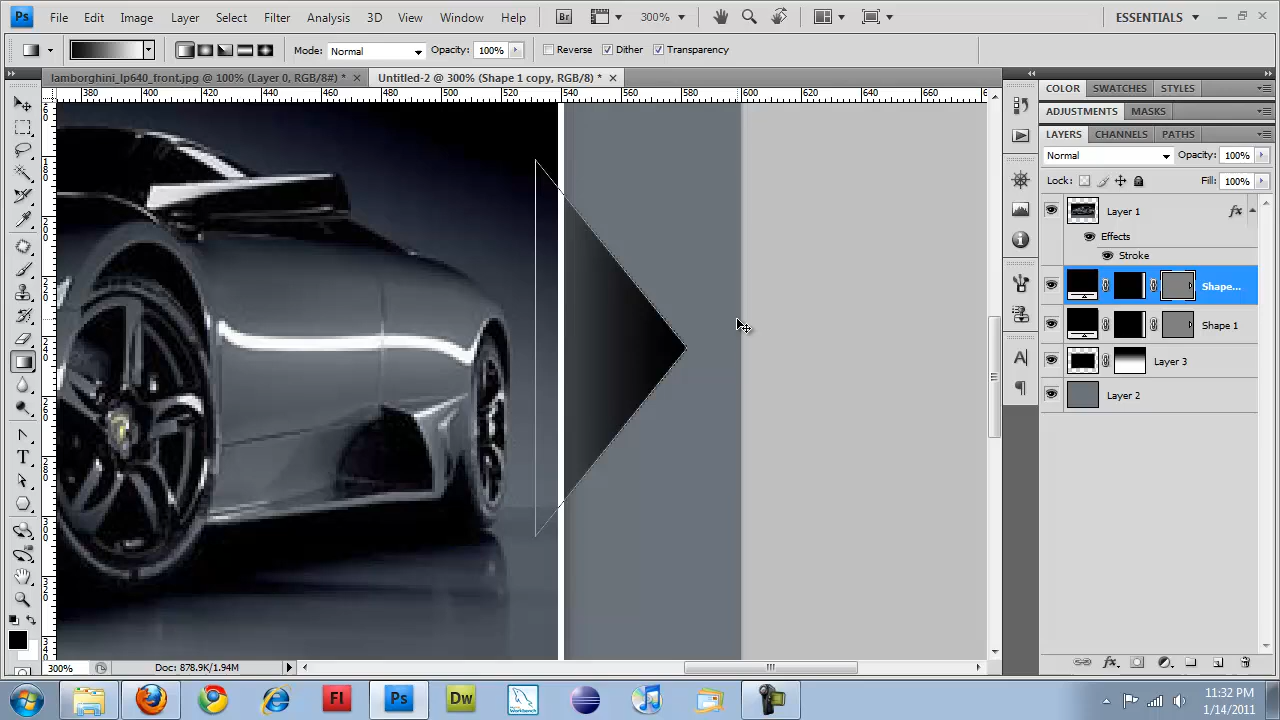 Ps File Edit Image Layer Select Filter Analysis 3D View Window Help Br 300% ESSENTIALS
Mode: Normal Opacity: 100% Reverse Dither Transparency
lamborghini_lp640_front.jpg @ 100% (Layer 0, RGB/8#) * Untitled-2 @ 300% (Shape 1 copy, RGB/8) *
380 400 420 440 460 480 500 520 540 560 580 600 620 640 660
COLOR SWATCHES STYLES
ADJUSTMENTS MASKS
LAYERS CHANNELS PATHS
Normal Opacity: 100%
Lock: Fill: 100%
Layer 1 fx
Effects
Stroke
Shape...
Shape 1
Layer 3
Layer 2
300% Doc: 878.9K/1.94M
Fl Ps Dw Workbench
11:32 PM
1/14/2011